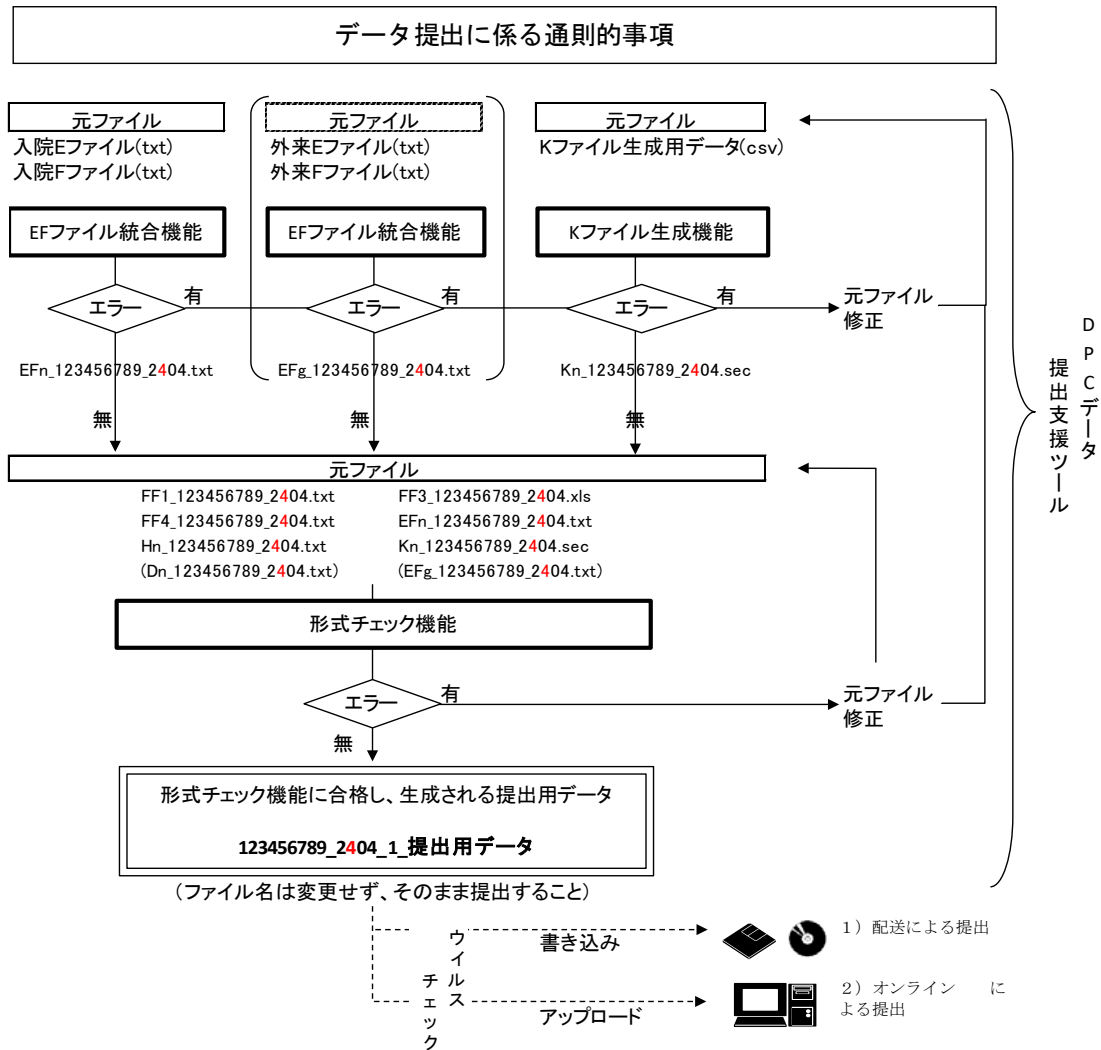 データ提出に係る通則的事項
元ファイル
入院Eファイル(txt)
入院Fファイル(txt)
元ファイル
外来Eファイル(txt)
外来Fファイル(txt)
元ファイル
Kファイル生成用データ(csv)
EFファイル統合機能
EFファイル統合機能
Kファイル生成機能
エラー
有
エラー
有
エラー
有
元ファイル
修正
EFn_123456789_2404.txt
EFg_123456789_2404.txt
Kn_123456789_2404.sec
無
無
無
元ファイル
FF1_123456789_2404.txt
FF3_123456789_2404.xls
FF4_123456789_2404.txt
EFn_123456789_2404.txt
Hn_123456789_2404.txt
Kn_123456789_2404.sec
(Dn_123456789_2404.txt)
(EFg_123456789_2404.txt)
形式チェック機能
エラー
有
元ファイル
修正
無
形式チェック機能に合格し、生成される提出用データ
123456789_2404_1_提出用データ
(ファイル名は変更せず、そのまま提出すること)
DPCデータ
提出支援ツール
ウイルス
チェック
書き込み
1）配送による提出
アップロード
2）オンライン に
よる提出